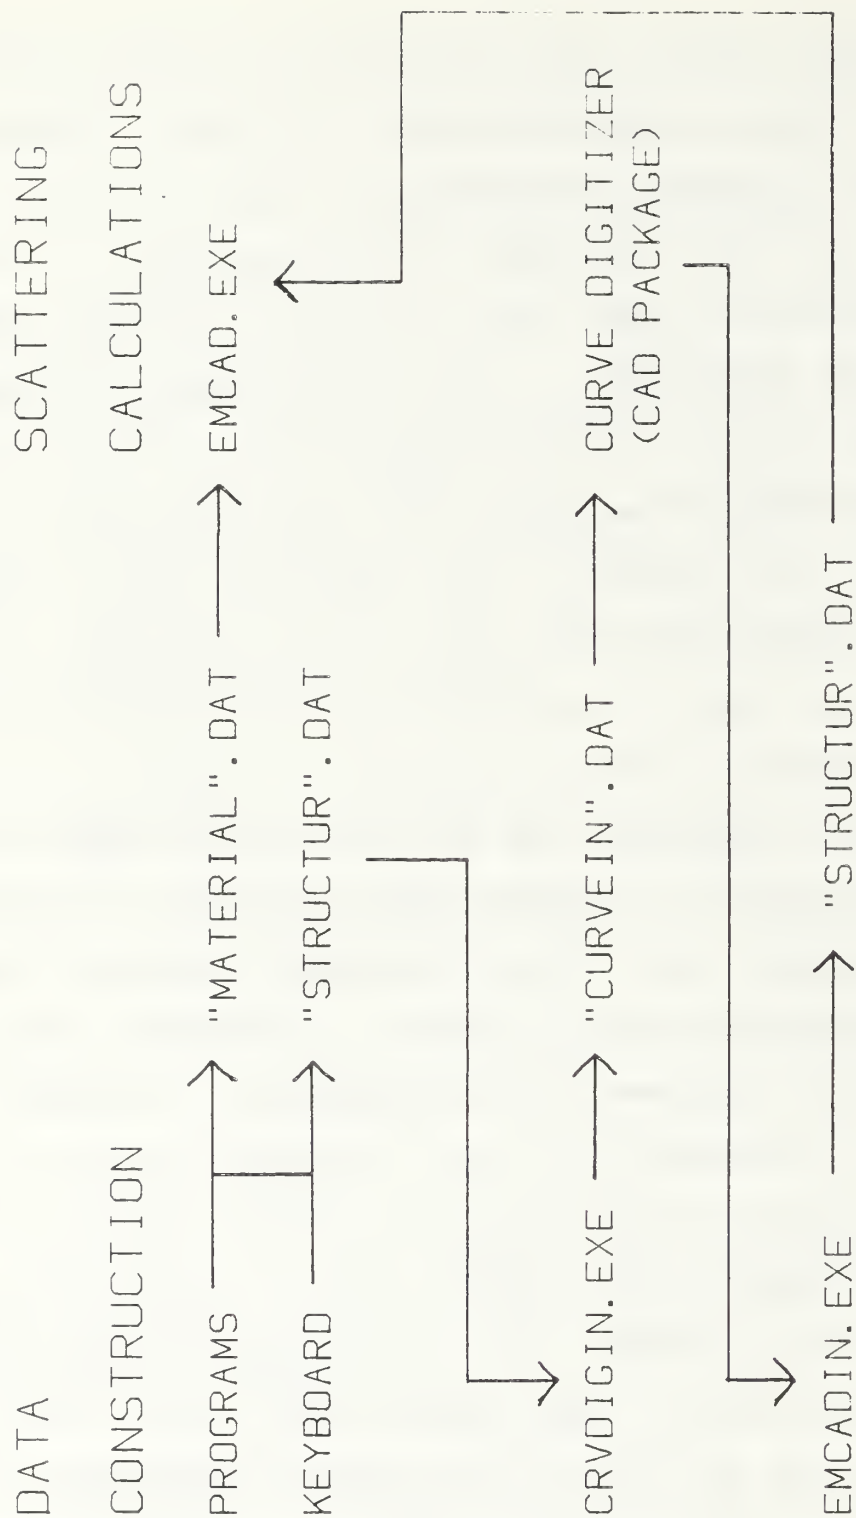 DATA
CONSTRUCTION
SCATTERING
CALCULATIONS
PROGRAMS
"MATERIAL".DAT
EMCAD.EXE
KEYBOARD
"STRUCTUR".DAT
CRVDIGIN.EXE
"CURVEIN".DAT
CURVE DIGITIZER
(CAD PACKAGE)
EMCADIN.EXE
"STRUCTUR".DAT